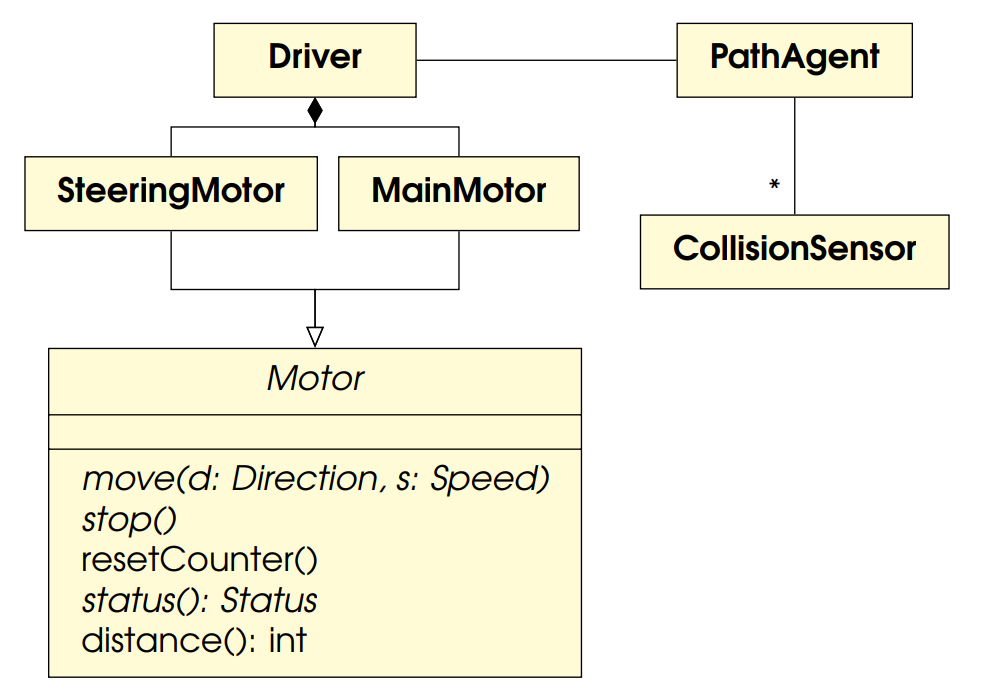 Driver
PathAgent
SteeringMotor
MainMotor
*
CollisionSensor
Motor
move(d: Direction, s: Speed)
stop()
resetCounter()
status(): Status
distance(): int